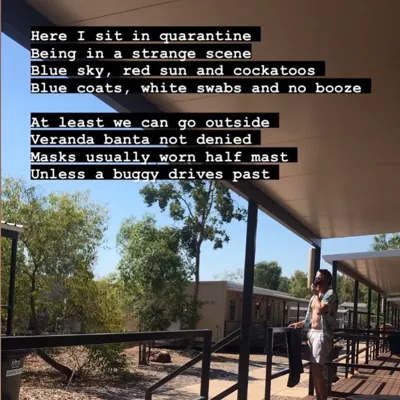 Here I sit in quarantine
Being in a strange scene
Blue sky, red sun and cockatoos
Blue coats, white swabs and no booze
At least we can go outside
Veranda banta not denied
Masks usually worn half mast
Unless a buggy drives past